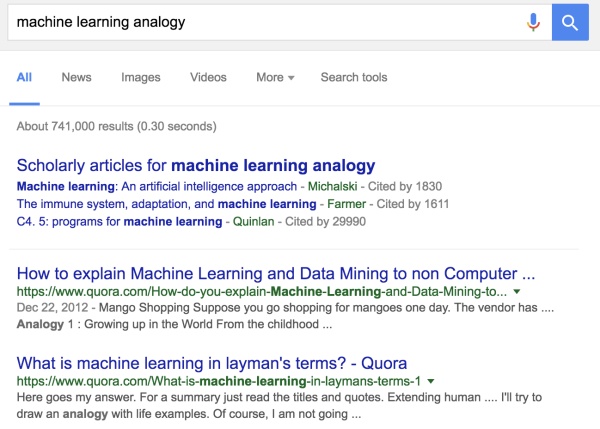 machine learning analogy
All News Images Videos More Search tools
About 741,000 results (0.30 seconds)
Scholarly articles for machine learning analogy
Machine learning: An artificial intelligence approach - Michalski - Cited by 1830
The immune system, adaptation, and machine learning - Farmer - Cited by 1611
C4. 5: programs for machine learning - Quinlan - Cited by 29990
How to explain Machine Learning and Data Mining to non Computer ...
https://www.quora.com/How-do-you-explain-Machine-Learning-and-Data-Mining-to...
Dec 22, 2012 - Mango Shopping Suppose you go shopping for mangoes one day. The vendor has ....
Analogy 1 : Growing up in the World From the childhood ...
What is machine learning in layman's terms? - Quora
https://www.quora.com/What-is-machine-learning-in-laymans-terms-1
Here goes my answer. For a summary just read the titles and quotes. Extending human .... I'll try to
draw an analogy with life examples. Of course, I am not going ...